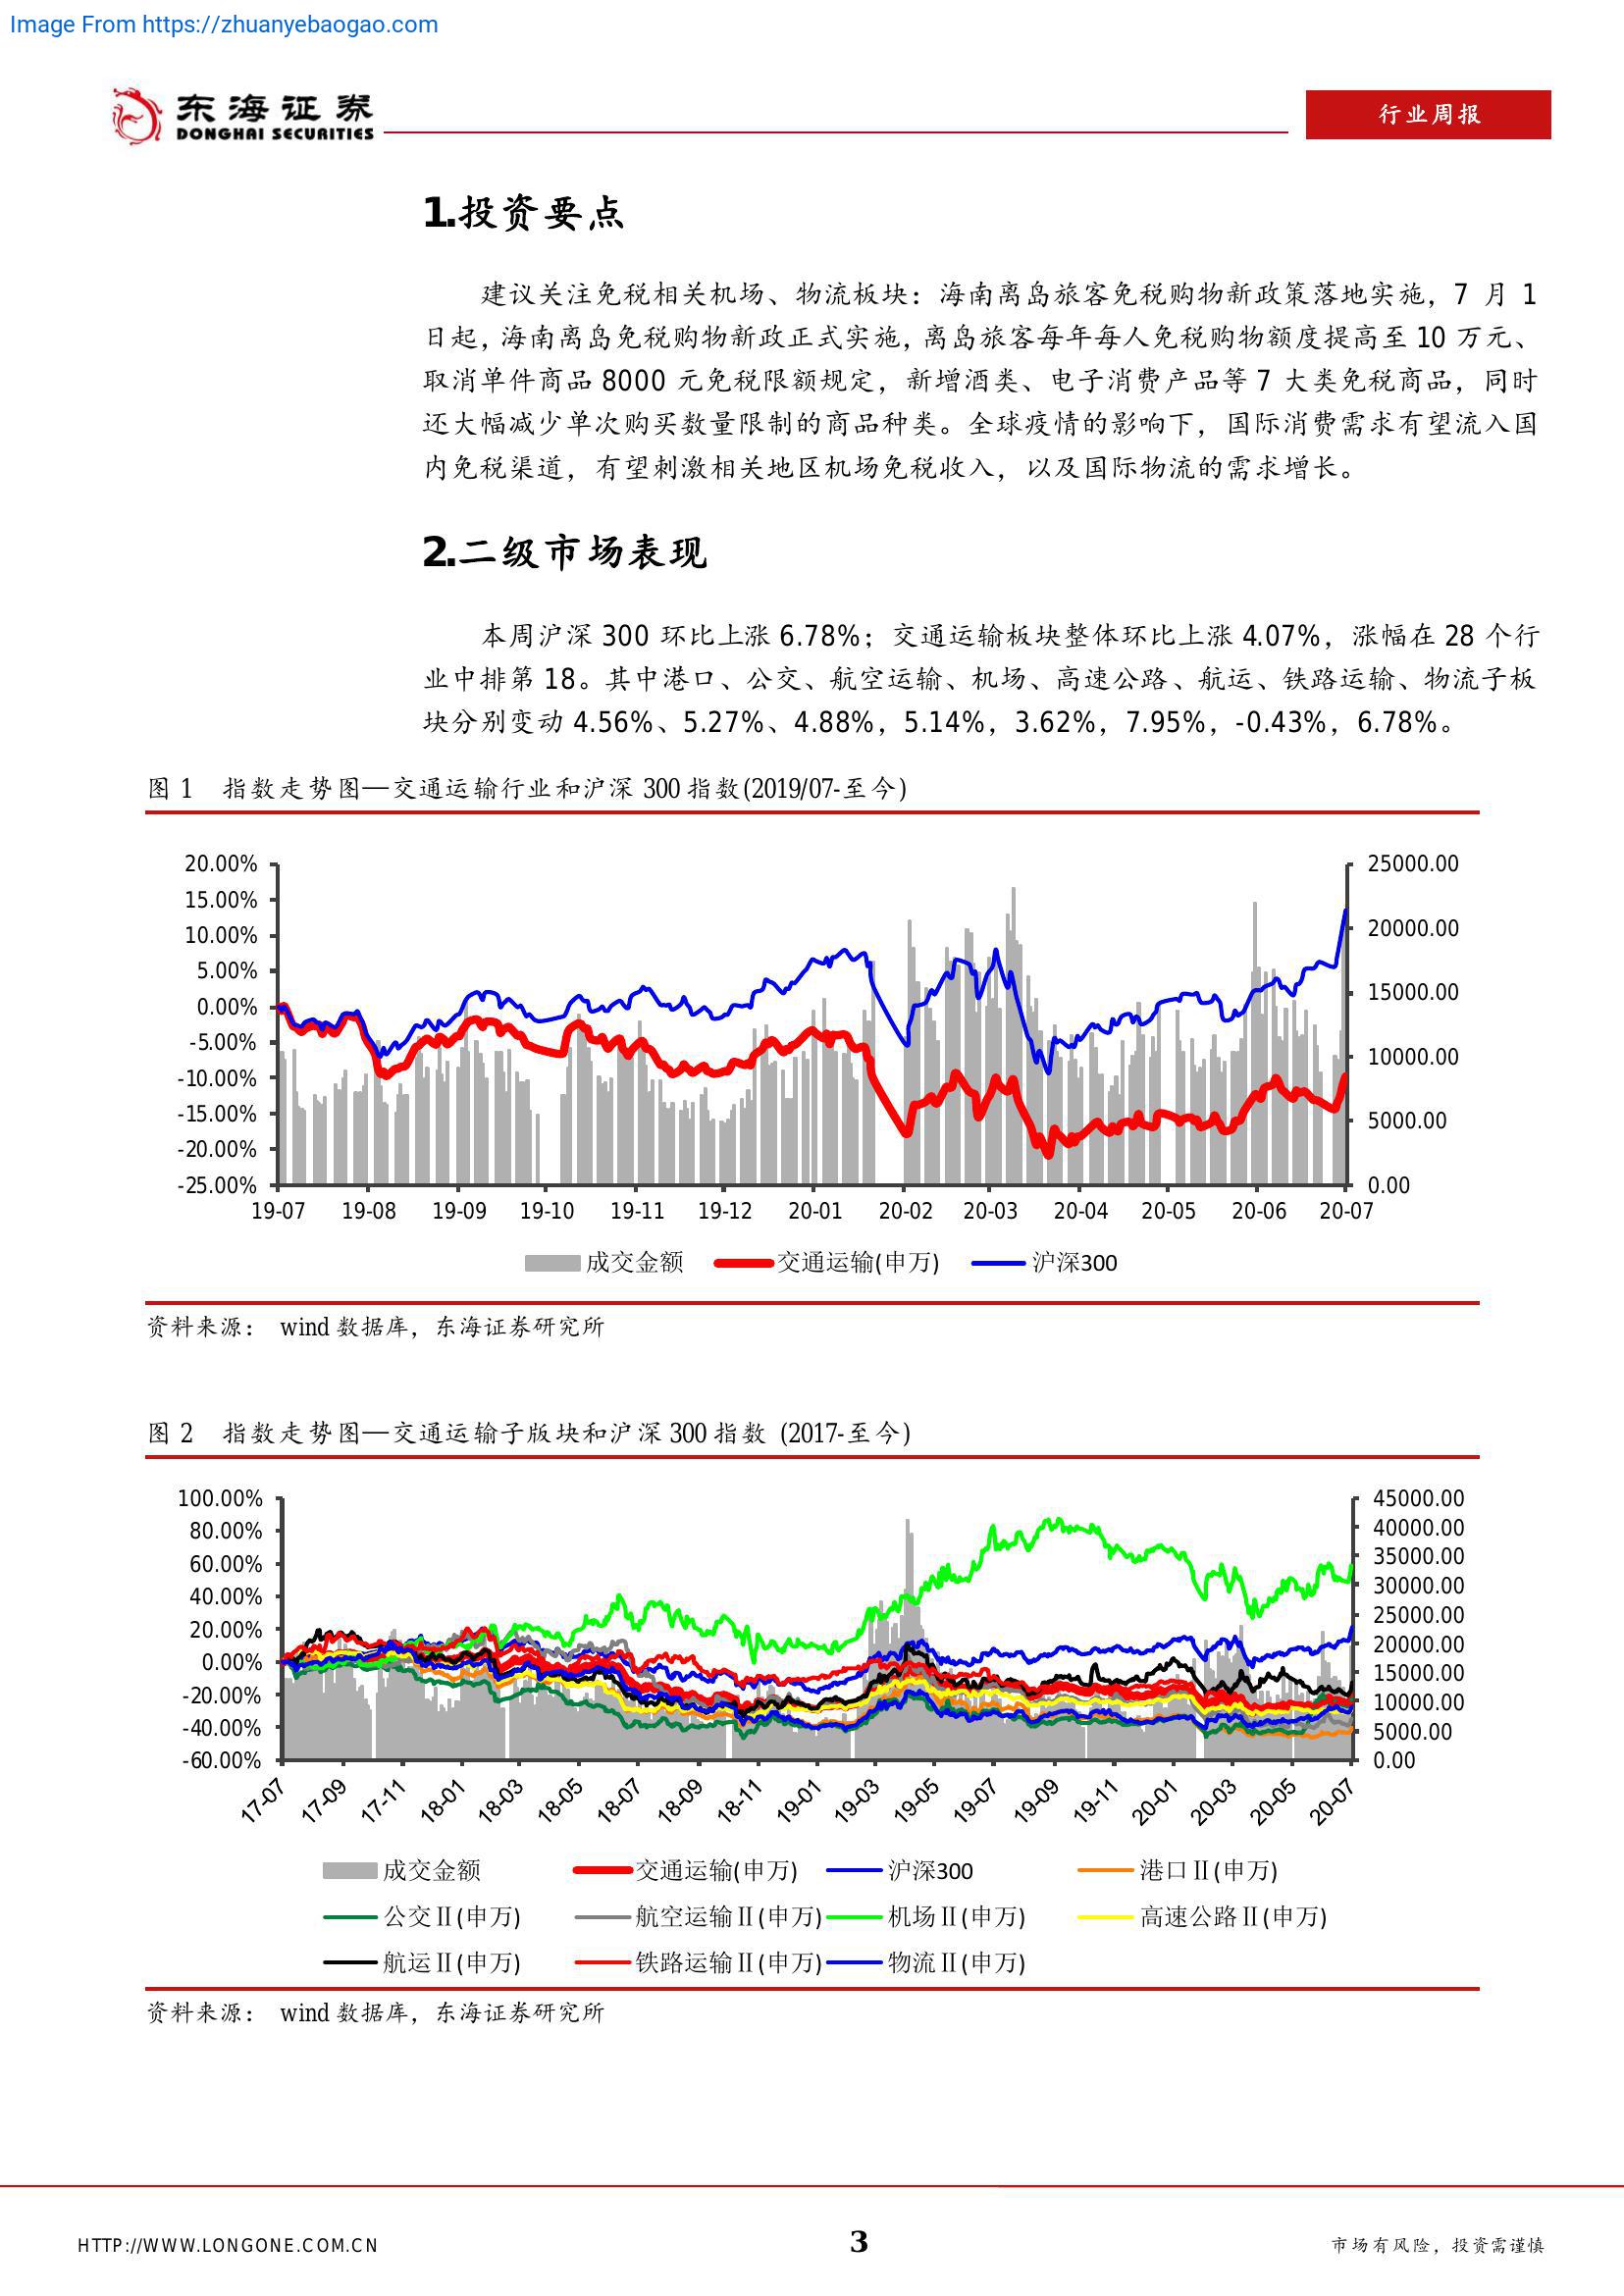 Image From https://zhuanyebaogao.com
东海证券
DONGHAI SECURITIES
行业周报
1.投资要点
建议关注免税相关机场、物流板块：海南离岛旅客免税购物新政策落地实施，7 月 1
日起，海南离岛免税购物新政正式实施，离岛旅客每年每人免税购物额度提高至 10 万元、
取消单件商品 8000 元免税限额规定，新增酒类、电子消费产品等 7 大类免税商品，同时
还大幅减少单次购买数量限制的商品种类。全球疫情的影响下，国际消费需求有望流入国
内免税渠道，有望刺激相关地区机场免税收入，以及国际物流的需求增长。
2.二级市场表现
本周沪深 300 环比上涨 6.78%；交通运输板块整体环比上涨 4.07%，涨幅在 28 个行
业中排第 18。其中港口、公交、航空运输、机场、高速公路、航运、铁路运输、物流子板
块分别变动 4.56%、5.27%、4.88%，5.14%，3.62%，7.95%，-0.43%，6.78%。
图 1 指数走势图—交通运输行业和沪深 300 指数(2019/07-至今)
20.00%
15.00%
10.00%
5.00%
0.00%
-5.00%
-10.00%
-15.00%
-20.00%
-25.00%
25000.00
20000.00
15000.00
10000.00
5000.00
0.00
19-07 19-08 19-09 19-10 19-11 19-12 20-01 20-02 20-03 20-04 20-05 20-06 20-07
成交金额 交通运输(申万) 沪深300
资料来源： wind 数据库，东海证券研究所
图 2 指数走势图—交通运输子版块和沪深 300 指数 (2017-至今)
100.00%
80.00%
60.00%
40.00%
20.00%
0.00%
-20.00%
-40.00%
-60.00%
45000.00
40000.00
35000.00
30000.00
25000.00
20000.00
15000.00
10000.00
5000.00
0.00
17-07 17-09 17-11 18-01 18-03 18-05 18-07 18-09 18-11 19-01 19-03 19-05 19-07 19-09 19-11 20-01 20-03 20-05 20-07
成交金额 交通运输(申万) 沪深300 港口Ⅱ(申万)
公交Ⅱ(申万) 航空运输Ⅱ(申万) 机场Ⅱ(申万) 高速公路Ⅱ(申万)
航运Ⅱ(申万) 铁路运输Ⅱ(申万) 物流Ⅱ(申万)
资料来源： wind 数据库，东海证券研究所
HTTP://WWW.LONGONE.COM.CN 3 市场有风险，投资需谨慎